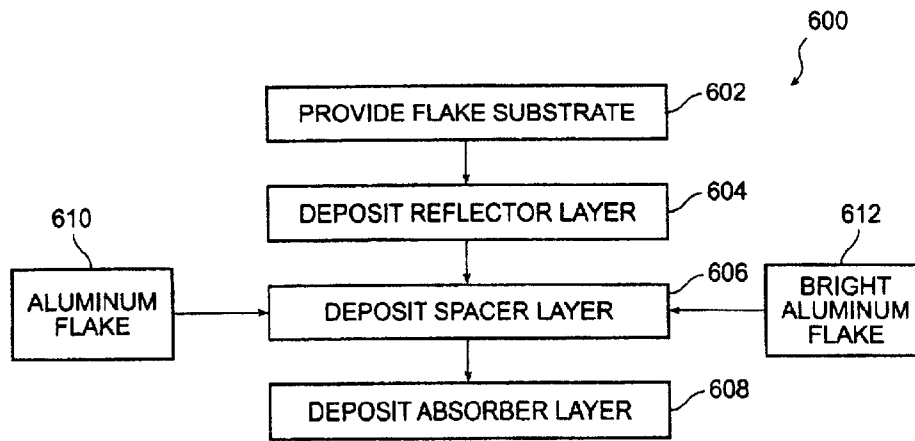 600
PROVIDE FLAKE SUBSTRATE
602
DEPOSIT REFLECTOR LAYER
604
610
612
ALUMINUM
FLAKE
DEPOSIT SPACER LAYER
606
BRIGHT
ALUMINUM
FLAKE
DEPOSIT ABSORBER LAYER
608